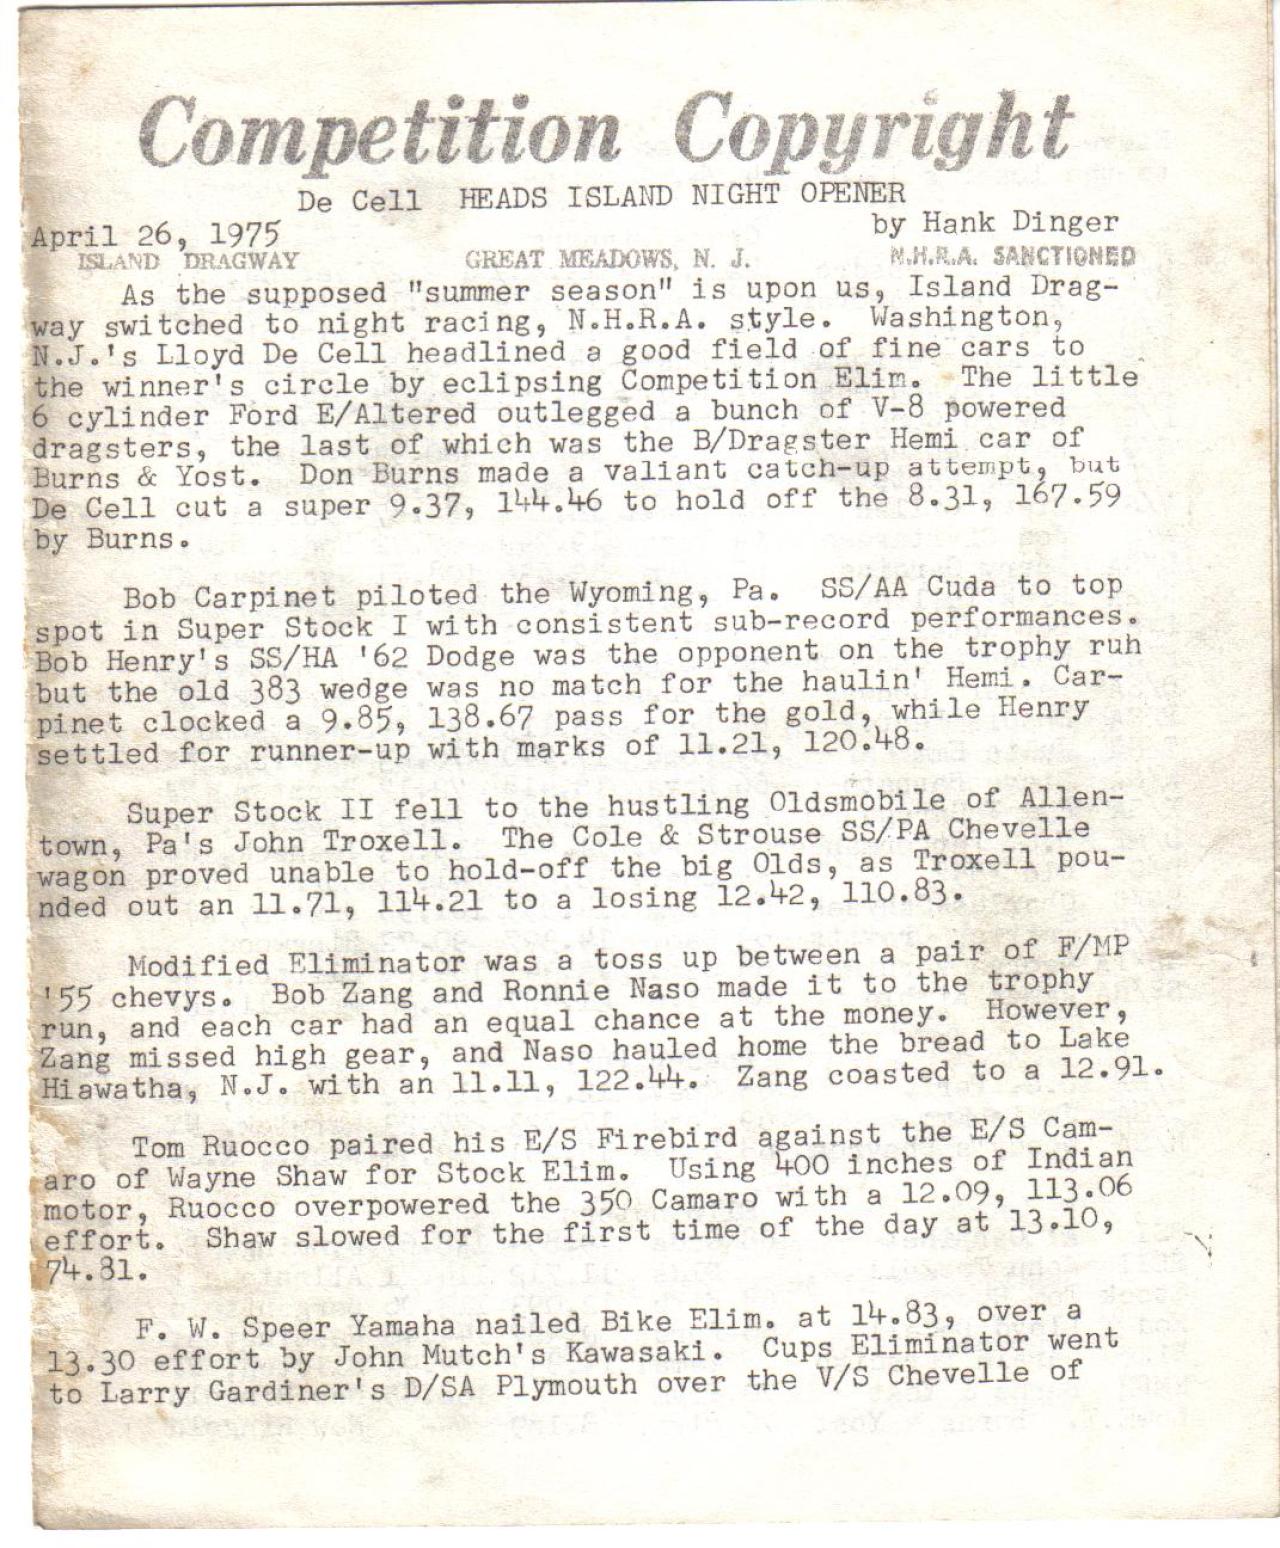 Competition Copyright
De Cell HEADS ISLAND NIGHT OPENER
April 26, 1975 by Hank Dinger
ISLAND DRAGWAY GREAT MEADOWS, N. J. N.H.R.A. SANCTIONED
As the supposed "summer season" is upon us, Island Drag-
way switched to night racing, N.H.R.A. style. Washington,
N.J.'s Lloyd De Cell headlined a good field of fine cars to
the winner's circle by eclipsing Competition Elim. The little
6 cylinder Ford E/Altered outlegged a bunch of V-8 powered
dragsters, the last of which was the B/Dragster Hemi car of
Burns & Yost. Don Burns made a valiant catch-up attempt, but
De Cell cut a super 9.37, 144.46 to hold off the 8.31, 167.59
by Burns.
Bob Carpinet piloted the Wyoming, Pa. SS/AA Cuda to top
spot in Super Stock I with consistent sub-record performances.
Bob Henry's SS/HA '62 Dodge was the opponent on the trophy ruh
but the old 383 wedge was no match for the haulin' Hemi. Car-
pinet clocked a 9.85, 138.67 pass for the gold, while Henry
settled for runner-up with marks of 11.21, 120.48.
Super Stock II fell to the hustling Oldsmobile of Allen-
town, Pa's John Troxell. The Cole & Strouse SS/PA Chevelle
wagon proved unable to hold-off the big Olds, as Troxell pou-
nded out an 11.71, 114.21 to a losing 12.42, 110.83.
Modified Eliminator was a toss up between a pair of F/MP
'55 chevys. Bob Zang and Ronnie Naso made it to the trophy
run, and each car had an equal chance at the money. However,
Zang missed high gear, and Naso hauled home the bread to Lake
Hiawatha, N.J. with an 11.11, 122.44. Zang coasted to a 12.91.
Tom Ruocco paired his E/S Firebird against the E/S Cam-
aro of Wayne Shaw for Stock Elim. Using 400 inches of Indian
motor, Ruocco overpowered the 350 Camaro with a 12.09, 113.06
effort. Shaw slowed for the first time of the day at 13.10,
74.81.
F. W. Speer Yamaha nailed Bike Elim. at 14.83, over a
13.30 effort by John Mutch's Kawasaki. Cups Eliminator went
to Larry Gardiner's D/SA Plymouth over the V/S Chevelle of